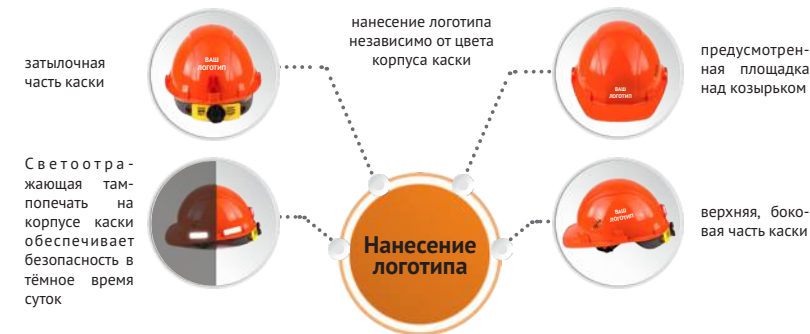 затылочная
часть каски
ВАШ
ЛОГОТИП
нанесение логотипа
независимо от цвета
корпуса каски
ВАШ
ЛОГОТИП
предусмотрен-
ная площадка
над козырьком
Светоотра-
жающая там-
попечать на
корпусе каски
обеспечивает
безопасность в
тёмное время
суток
Нанесение
логотипа
ВАШ
ЛОГОТИП
верхняя, боко-
вая часть каски